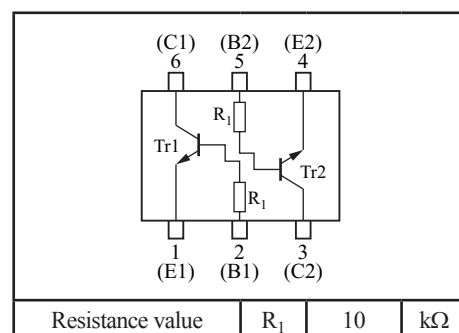 (C1) (B2) (E2)
6 5 4
R1
Tr1
Tr2
R1
1 2 3
(E1) (B1) (C2)
Resistance value R1 10 kΩ